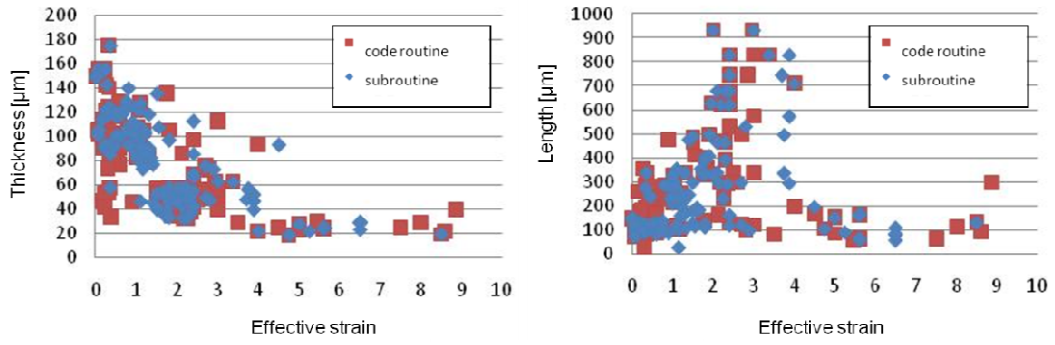 200
180
160
140
120
100
80
60
40
20
0
Thickness [µm]
code routine
subroutine
0 1 2 3 4 5 6 7 8 9 10
Effective strain
1000
900
800
700
600
500
400
300
200
100
0
Length [µm]
code routine
subroutine
0 1 2 3 4 5 6 7 8 9 10
Effective strain